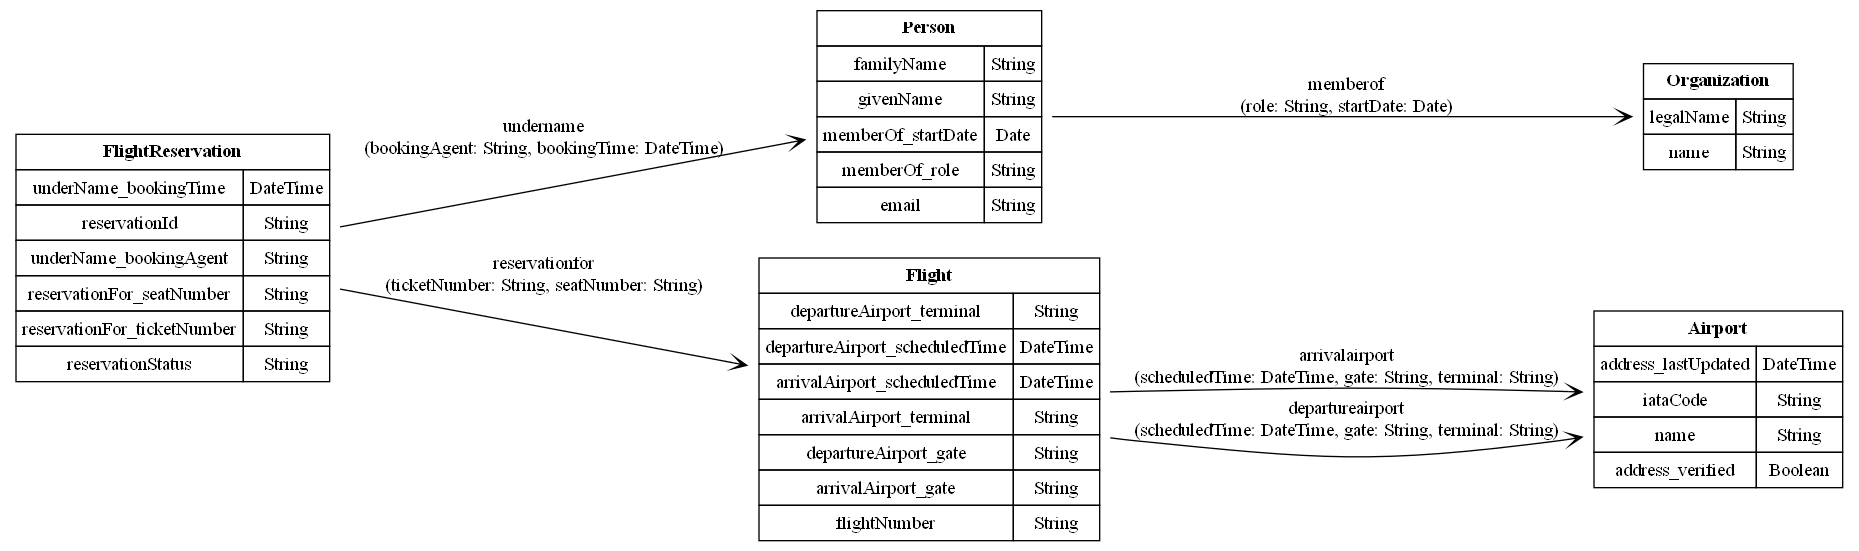 FlightReservation
underName_bookingTime DateTime
reservationId String
underName_bookingAgent String
reservationFor_seatNumber String
reservationFor_ticketNumber String
reservationStatus String
undername
(bookingAgent: String, bookingTime: DateTime)
reservationfor
(ticketNumber: String, seatNumber: String)
Person
familyName String
givenName String
memberOf_startDate Date
memberOf_role String
email String
Flight
departureAirport_terminal String
departureAirport_scheduledTime DateTime
arrivalAirport_scheduledTime DateTime
arrivalAirport_terminal String
departureAirport_gate String
arrivalAirport_gate String
flightNumber String
memberof
(role: String, startDate: Date)
arrivalairport
(scheduledTime: DateTime, gate: String, terminal: String)
departureairport
(scheduledTime: DateTime, gate: String, terminal: String)
Organization
legalName String
name String
Airport
address_lastUpdated DateTime
iataCode String
name String
address_verified Boolean